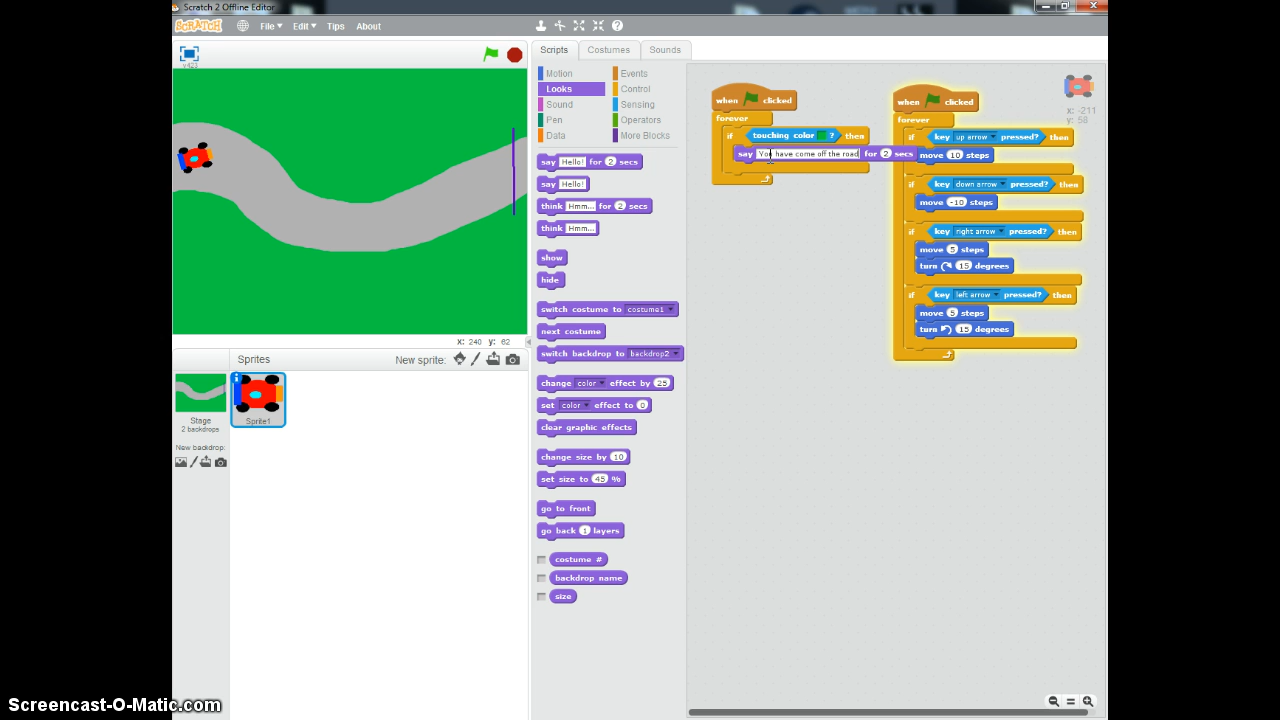 Scratch 2 Offline Editor
SCRATCH File Edit Tips About
v423
Scripts Costumes Sounds
Motion Events
Looks Control
Sound Sensing
Pen Operators
Data More Blocks
say Hello! for 2 secs
say Hello!
think Hmm... for 2 secs
think Hmm...
show
hide
switch costume to costume1
next costume
switch backdrop to backdrop2
change color effect by 25
set color effect to 0
clear graphic effects
change size by 10
set size to 45 %
go to front
go back 1 layers
costume #
backdrop name
size
when clicked
forever
if touching color ? then
say You have come off the road for 2 secs
when clicked
forever
if key up arrow pressed? then
move 10 steps
if key down arrow pressed? then
move -10 steps
if key right arrow pressed? then
move 5 steps
turn 15 degrees
if key left arrow pressed? then
move 5 steps
turn 15 degrees
x: -211
y: 58
x: 240 y: 62
Sprites New sprite:
Stage
2 backdrops
New backdrop:
Sprite1
Screencast-O-Matic.com